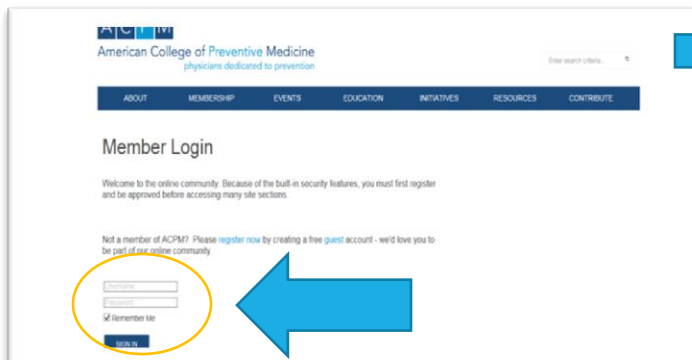 ACPM
American College of Preventive Medicine
physicians dedicated to prevention
Enter search criteria...
ABOUT MEMBERSHIP EVENTS EDUCATION INITIATIVES RESOURCES CONTRIBUTE
Member Login
Welcome to the online community. Because of the built-in security features, you must first register
and be approved before accessing many site sections.
Not a member of ACPM? Please register now by creating a free guest account - we'd love you to
be part of our online community.
Username
Password
Remember Me
SIGN IN